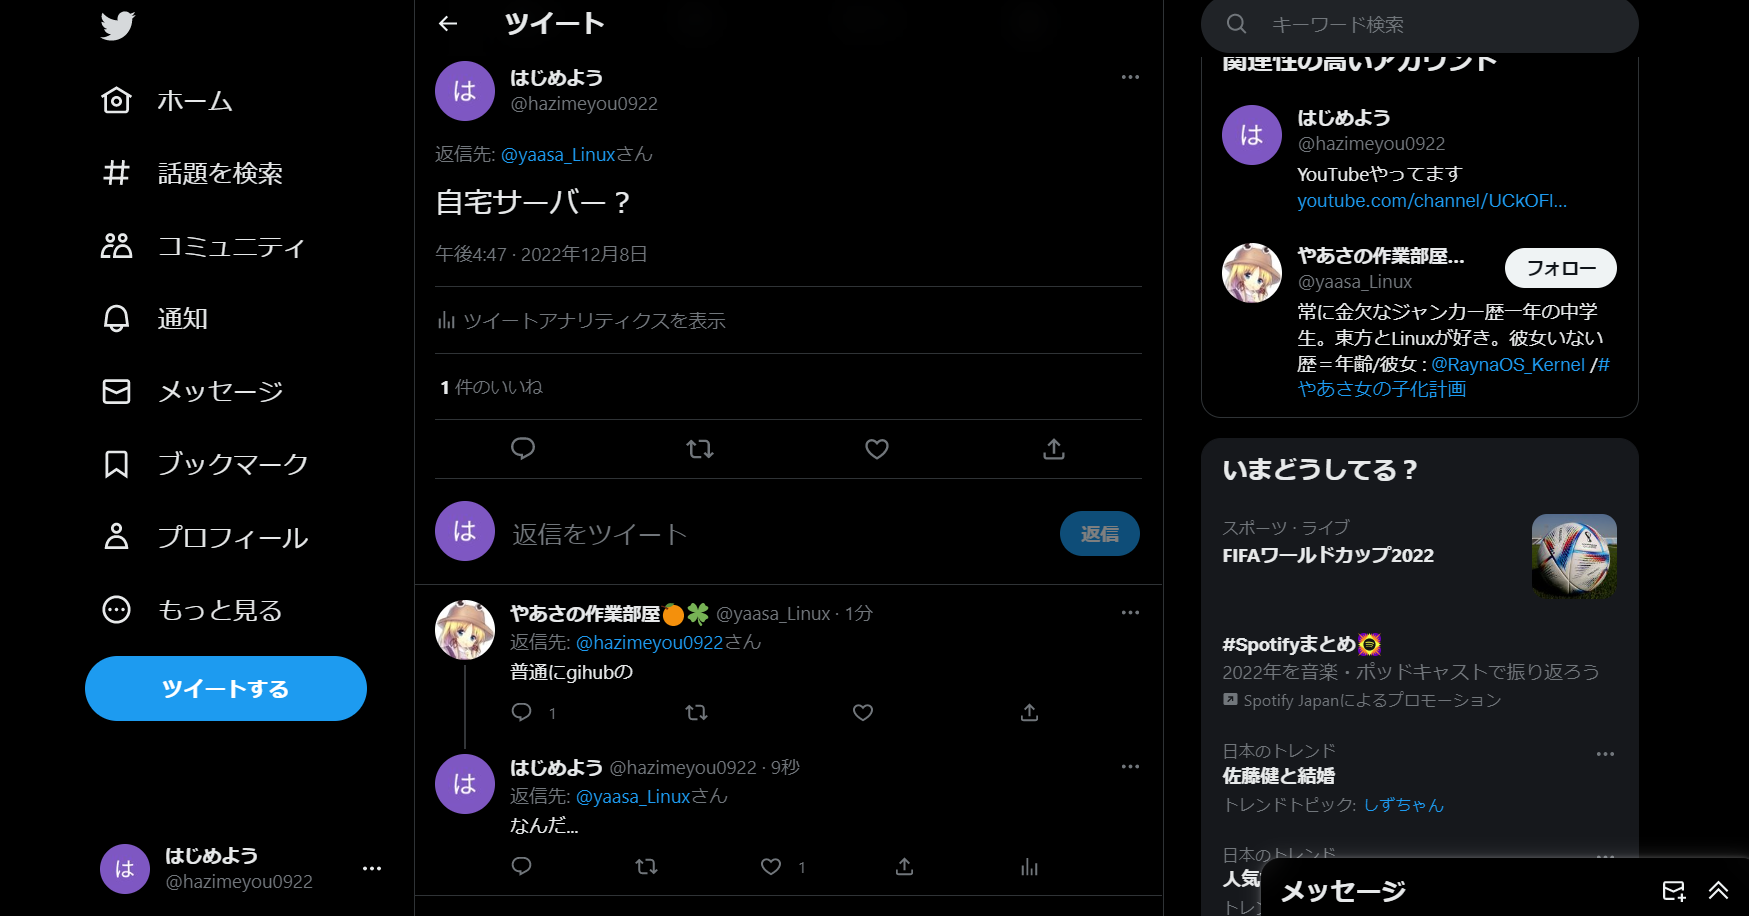 ホーム
話題を検索
コミュニティ
通知
メッセージ
ブックマーク
プロフィール
もっと見る
ツイートする
は
はじめよう
@hazimeyou0922
ツイート
は
はじめよう
@hazimeyou0922
返信先: @yaasa_Linuxさん
自宅サーバー？
午後4:47 · 2022年12月8日
ツイートアナリティクスを表示
1 件のいいね
は
返信をツイート
返信
やあさの作業部屋🍊🍀 @yaasa_Linux · 1分
返信先: @hazimeyou0922さん
普通にgihubの
1
は
はじめよう @hazimeyou0922 · 9秒
返信先: @yaasa_Linuxさん
なんだ...
1
キーワード検索
関連性の高いアカウント
は
はじめよう
@hazimeyou0922
YouTubeやってます
youtube.com/channel/UCkOFl...
やあさの作業部屋...
@yaasa_Linux
フォロー
常に金欠なジャンカー歴一年の中学
生。東方とLinuxが好き。彼女いない
歴＝年齢/彼女 : @RaynaOS_Kernel /#
やあさ女の子化計画
いまどうしてる？
スポーツ · ライブ
FIFAワールドカップ2022
#Spotifyまとめ
2022年を音楽・ポッドキャストで振り返ろう
Spotify Japanによるプロモーション
日本のトレンド
佐藤健と結婚
トレンドトピック: しずちゃん
日本のトレンド
人気
トレン
メッセージ